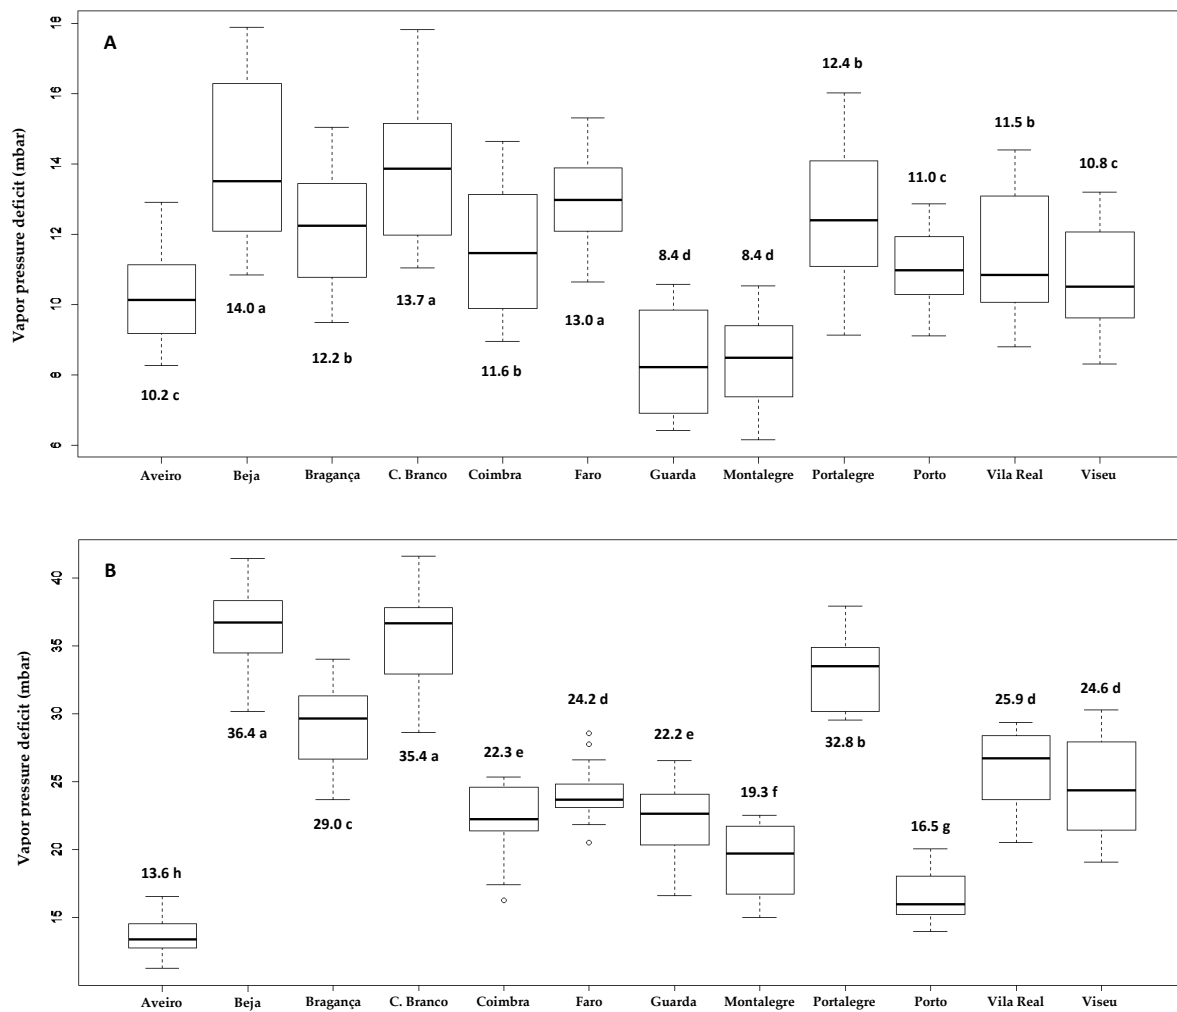 A
Vapor pressure deficit (mbar)
18
16
14
12
10
8
6
10.2 c
14.0 a
12.2 b
13.7 a
11.6 b
13.0 a
8.4 d
8.4 d
12.4 b
11.0 c
11.5 b
10.8 c
Aveiro Beja Bragança C. Branco Coimbra Faro Guarda Montalegre Portalegre Porto Vila Real Viseu
B
Vapor pressure deficit (mbar)
40
35
30
25
20
15
13.6 h
36.4 a
29.0 c
35.4 a
22.3 e
24.2 d
22.2 e
19.3 f
32.8 b
16.5 g
25.9 d
24.6 d
Aveiro Beja Bragança C. Branco Coimbra Faro Guarda Montalegre Portalegre Porto Vila Real Viseu